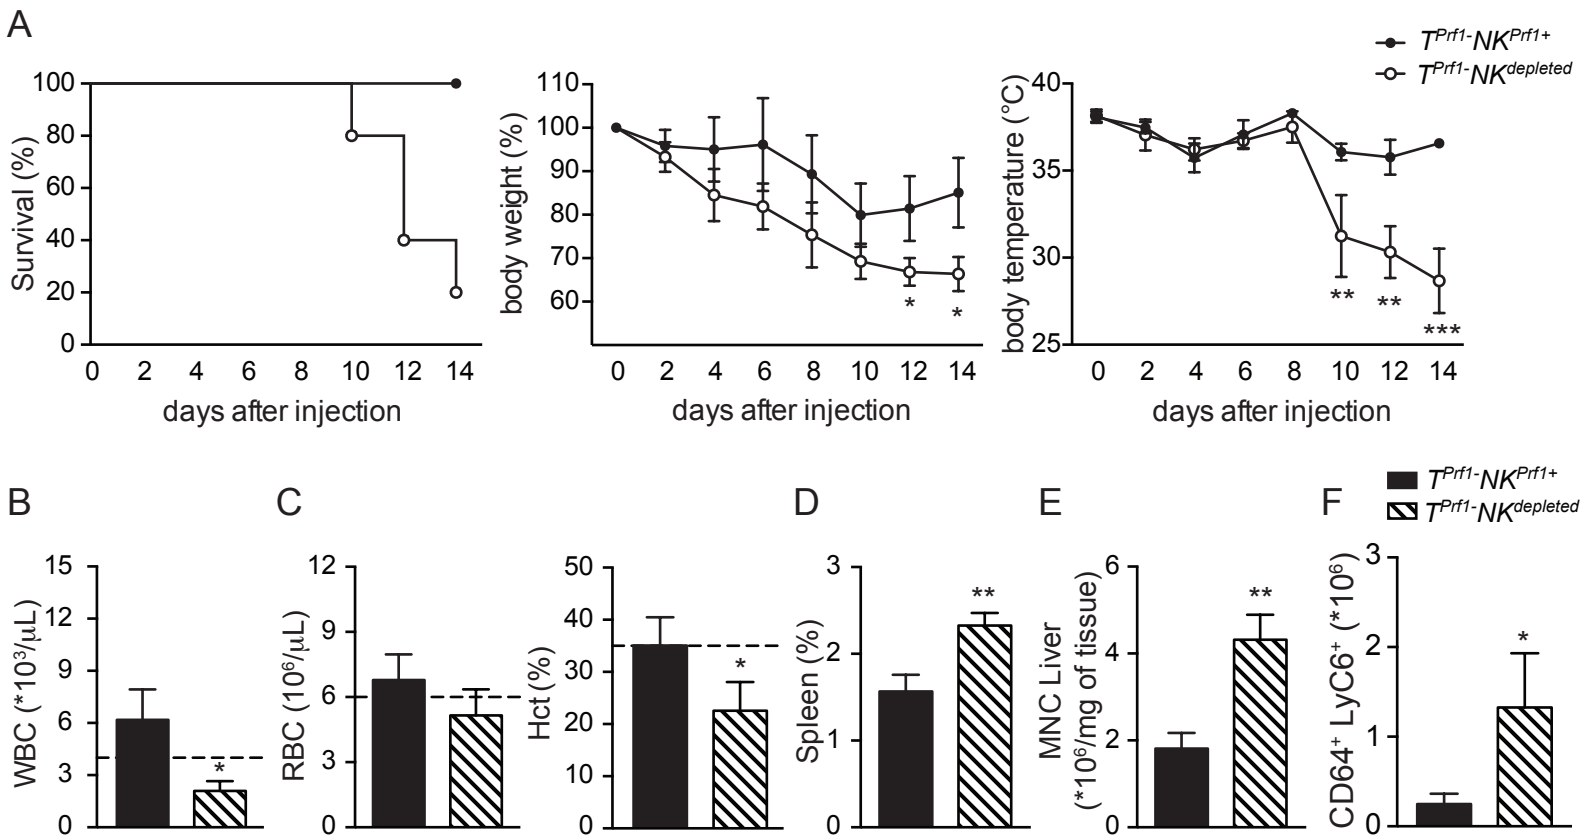 A
T^Prf1-NK^Prf1+
T^Prf1-NK^depleted
Survival (%)
100
80
60
40
20
0
0 2 4 6 8 10 12 14
days after injection
body weight (%)
110
100
90
80
70
60
* *
0 2 4 6 8 10 12 14
days after injection
body temperature (°C)
40
35
30
25
** ** ***
0 2 4 6 8 10 12 14
days after injection
T^Prf1-NK^Prf1+
T^Prf1-NK^depleted
B
WBC (*10³/µL)
15
12
9
6
3
0
*
C
RBC (10⁶/µL)
12
9
6
3
0
Hct (%)
50
40
30
20
10
0
*
D
Spleen (%)
3
2
1
0
**
E
MNC Liver
(*10⁶/mg of tissue)
6
4
2
0
**
F
CD64⁺ LyC6⁺ (*10⁶)
3
2
1
0
*